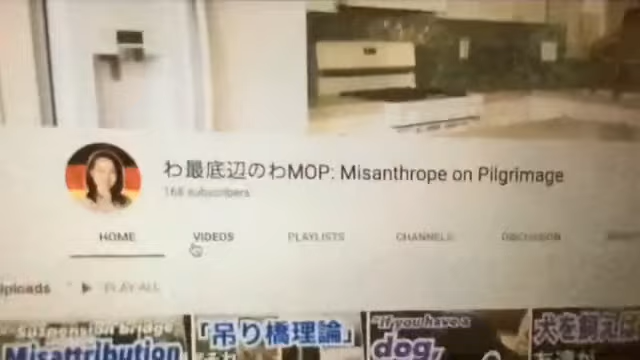 わ最底辺のわMOP: Misanthrope on Pilgrimage
168 subscribers
HOME VIDEOS PLAYLISTS CHANNELS DISCUSSION
Uploads PLAY ALL
Suspension bridge 「吊り橋理論」 "if you have a 犬を飼えば
Misattribution dog,